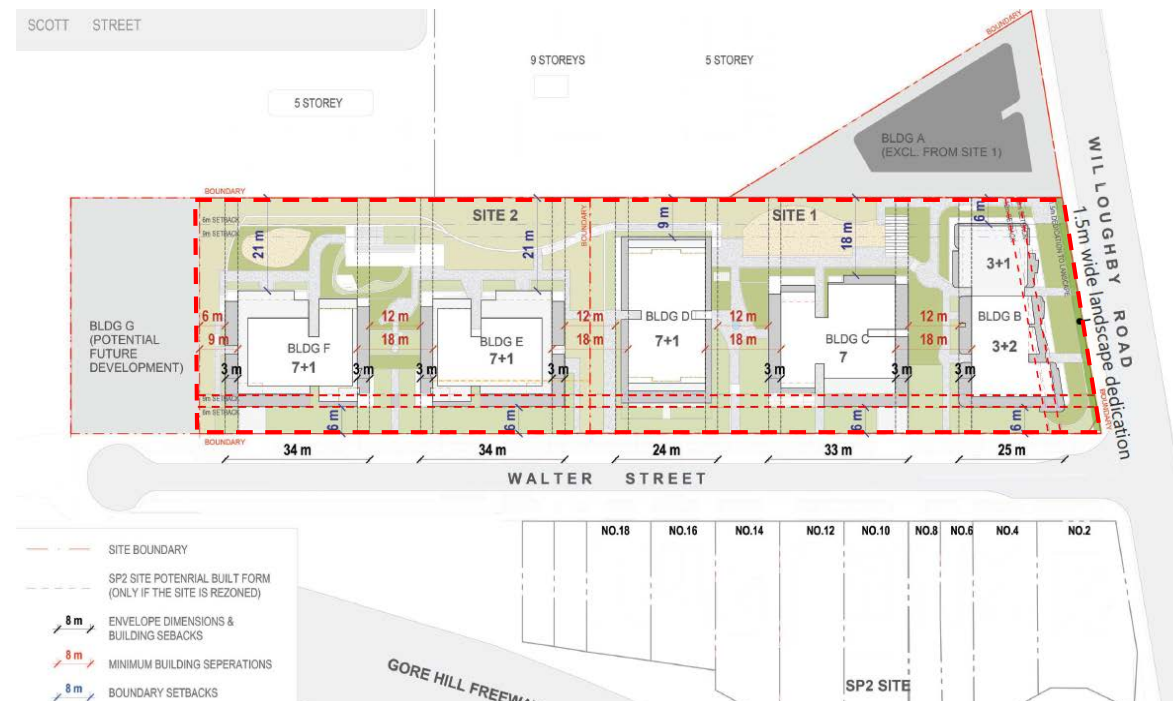 SCOTT STREET
BOUNDARY
9 STOREYS
5 STOREY
5 STOREY
BLDG A
(EXCL. FROM SITE 1)
WILLOUGHBY ROAD
1.5m wide landscape dedication
BOUNDARY
6m SETBACK
9m SETBACK
SITE 2
BOUNDARY
SITE 1
21 m
21 m
9 m
18 m
6 m
3+1
BLDG G
(POTENTIAL
FUTURE
DEVELOPMENT)
6 m
9 m
BLDG F
7+1
12 m
18 m
BLDG E
7+1
12 m
18 m
BLDG D
7+1
12 m
18 m
BLDG C
7
12 m
18 m
BLDG B
3+2
3 m
3 m
3 m
3 m
3 m
3 m
3 m
9m SETBACK
6m SETBACK
6 m
6 m
6 m
6 m
BOUNDARY
BOUNDARY
34 m
34 m
24 m
33 m
25 m
WALTER STREET
NO.18
NO.16
NO.14
NO.12
NO.10
NO.8
NO.6
NO.4
NO.2
SITE BOUNDARY
SP2 SITE POTENRIAL BUILT FORM
(ONLY IF THE SITE IS REZONED)
8 m
ENVELOPE DIMENSIONS &
BUILDING SEBACKS
8 m
MINIMUM BUILDING SEPERATIONS
8 m
BOUNDARY SETBACKS
GORE HILL
SP2 SITE